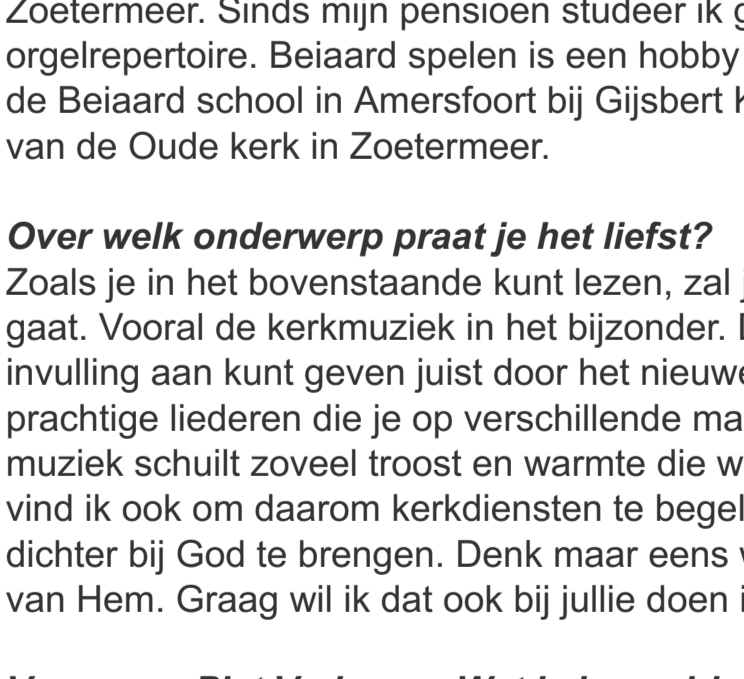 Zoetermeer. Sinds mijn pensioen studeer ik
orgelrepertoire. Beiaard spelen is een hobby
de Beiaard school in Amersfoort bij Gijsbert
van de Oude kerk in Zoetermeer.
Over welk onderwerp praat je het liefst?
Zoals je in het bovenstaande kunt lezen, zal
gaat. Vooral de kerkmuziek in het bijzonder.
invulling aan kunt geven juist door het nieuwe
prachtige liederen die je op verschillende ma
muziek schuilt zoveel troost en warmte die w
vind ik ook om daarom kerkdiensten te begel
dichter bij God te brengen. Denk maar eens
van Hem. Graag wil ik dat ook bij jullie doen